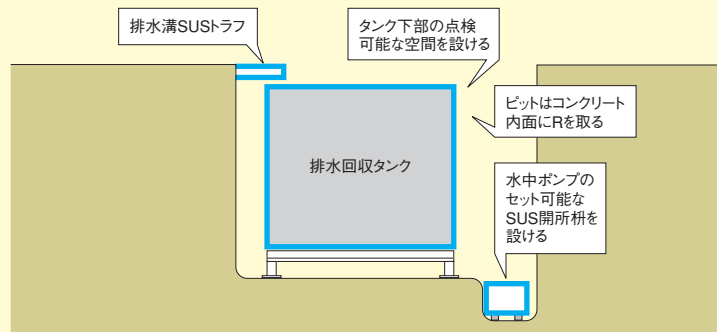 排水溝SUSトラフ
タンク下部の点検
可能な空間を設ける
ピットはコンクリート
内面にRを取る
排水回収タンク
水中ポンプの
セット可能な
SUS開所枡を
設ける